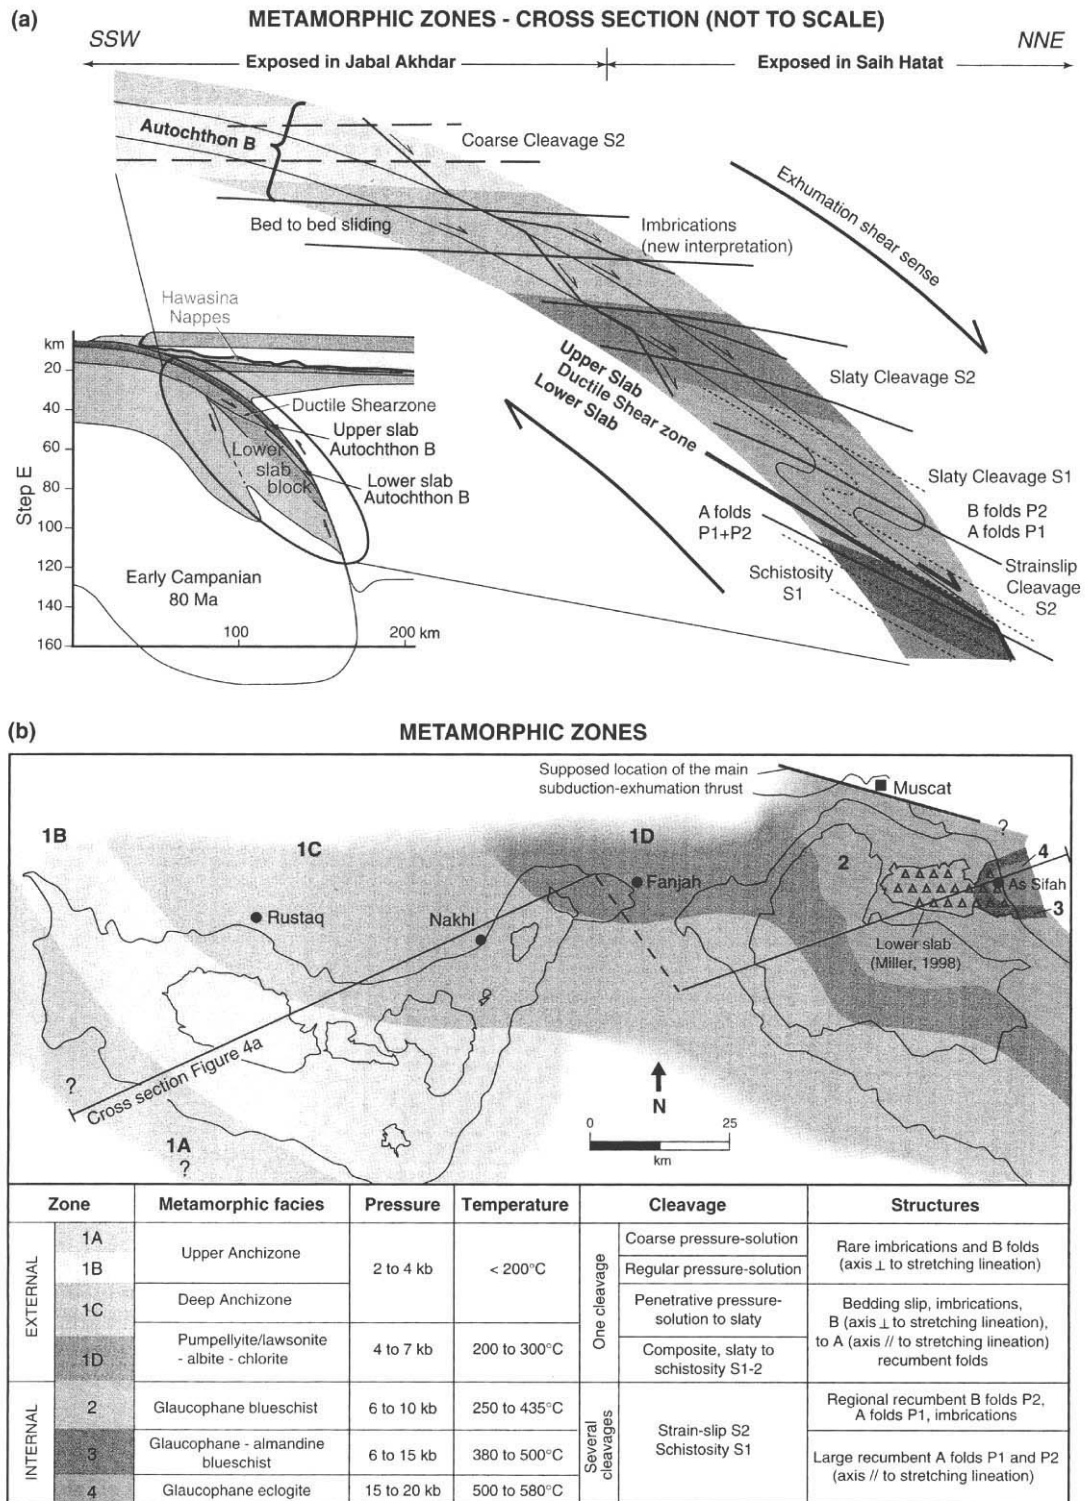 (a)
METAMORPHIC ZONES - CROSS SECTION (NOT TO SCALE)
SSW
NNE
Exposed in Jabal Akhdar
Exposed in Saih Hatat
Autochthon B
Coarse Cleavage S2
Exhumation shear sense
Bed to bed sliding
Imbrications
(new interpretation)
Hawasina
Nappes
km
20
40
60
80
100
120
140
160
Step E
Ductile Shearzone
Upper slab
Autochthon B
Lower
slab
block
Lower slab
Autochthon B
Early Campanian
80 Ma
100
200 km
Upper Slab
Ductile Shear zone
Lower Slab
Slaty Cleavage S2
Slaty Cleavage S1
A folds
P1+P2
B folds P2
A folds P1
Schistosity
S1
Strainslip
Cleavage
S2
(b)
METAMORPHIC ZONES
Supposed location of the main
subduction-exhumation thrust
Muscat
?
1B
1C
1D
2
4
As Sifah
3
Fanjah
Rustaq
Nakhl
Lower slab
(Miller, 1998)
?
Cross section Figure 4a
1A
?
N
0
25
km
Zone
Metamorphic facies
Pressure
Temperature
Cleavage
Structures
EXTERNAL
1A
1B
1C
1D
Upper Anchizone
Deep Anchizone
2 to 4 kb
< 200°C
Pumpellyite/lawsonite
- albite - chlorite
4 to 7 kb
200 to 300°C
One cleavage
Coarse pressure-solution
Regular pressure-solution
Penetrative pressure-
solution to slaty
Composite, slaty to
schistosity S1-2
Rare imbrications and B folds
(axis ⊥ to stretching lineation)
Bedding slip, imbrications,
B (axis ⊥ to stretching lineation),
to A (axis // to stretching lineation)
recumbent folds
INTERNAL
2
Glaucophane blueschist
6 to 10 kb
250 to 435°C
3
Glaucophane - almandine
blueschist
6 to 15 kb
380 to 500°C
4
Glaucophane eclogite
15 to 20 kb
500 to 580°C
Several
cleavages
Strain-slip S2
Schistosity S1
Regional recumbent B folds P2,
A folds P1, imbrications
Large recumbent A folds P1 and P2
(axis // to stretching lineation)